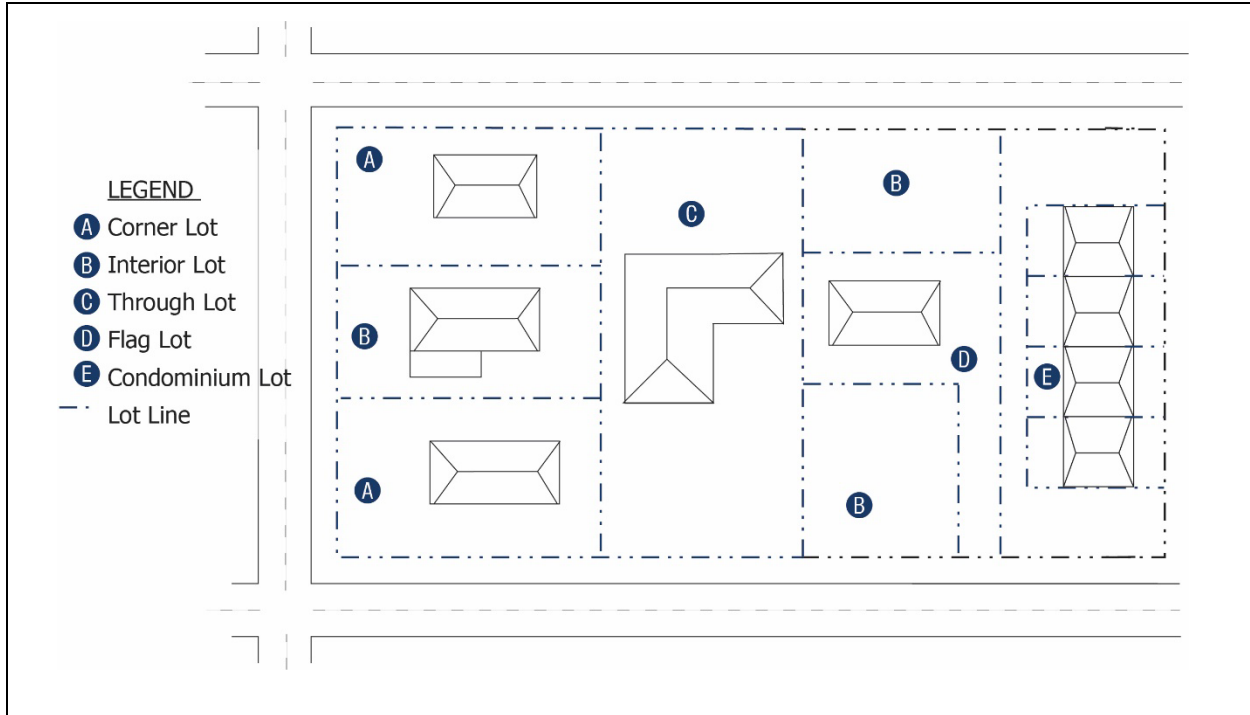 LEGEND
A Corner Lot
B Interior Lot
C Through Lot
D Flag Lot
E Condominium Lot
Lot Line
A
B
A
C
B
D
B
E